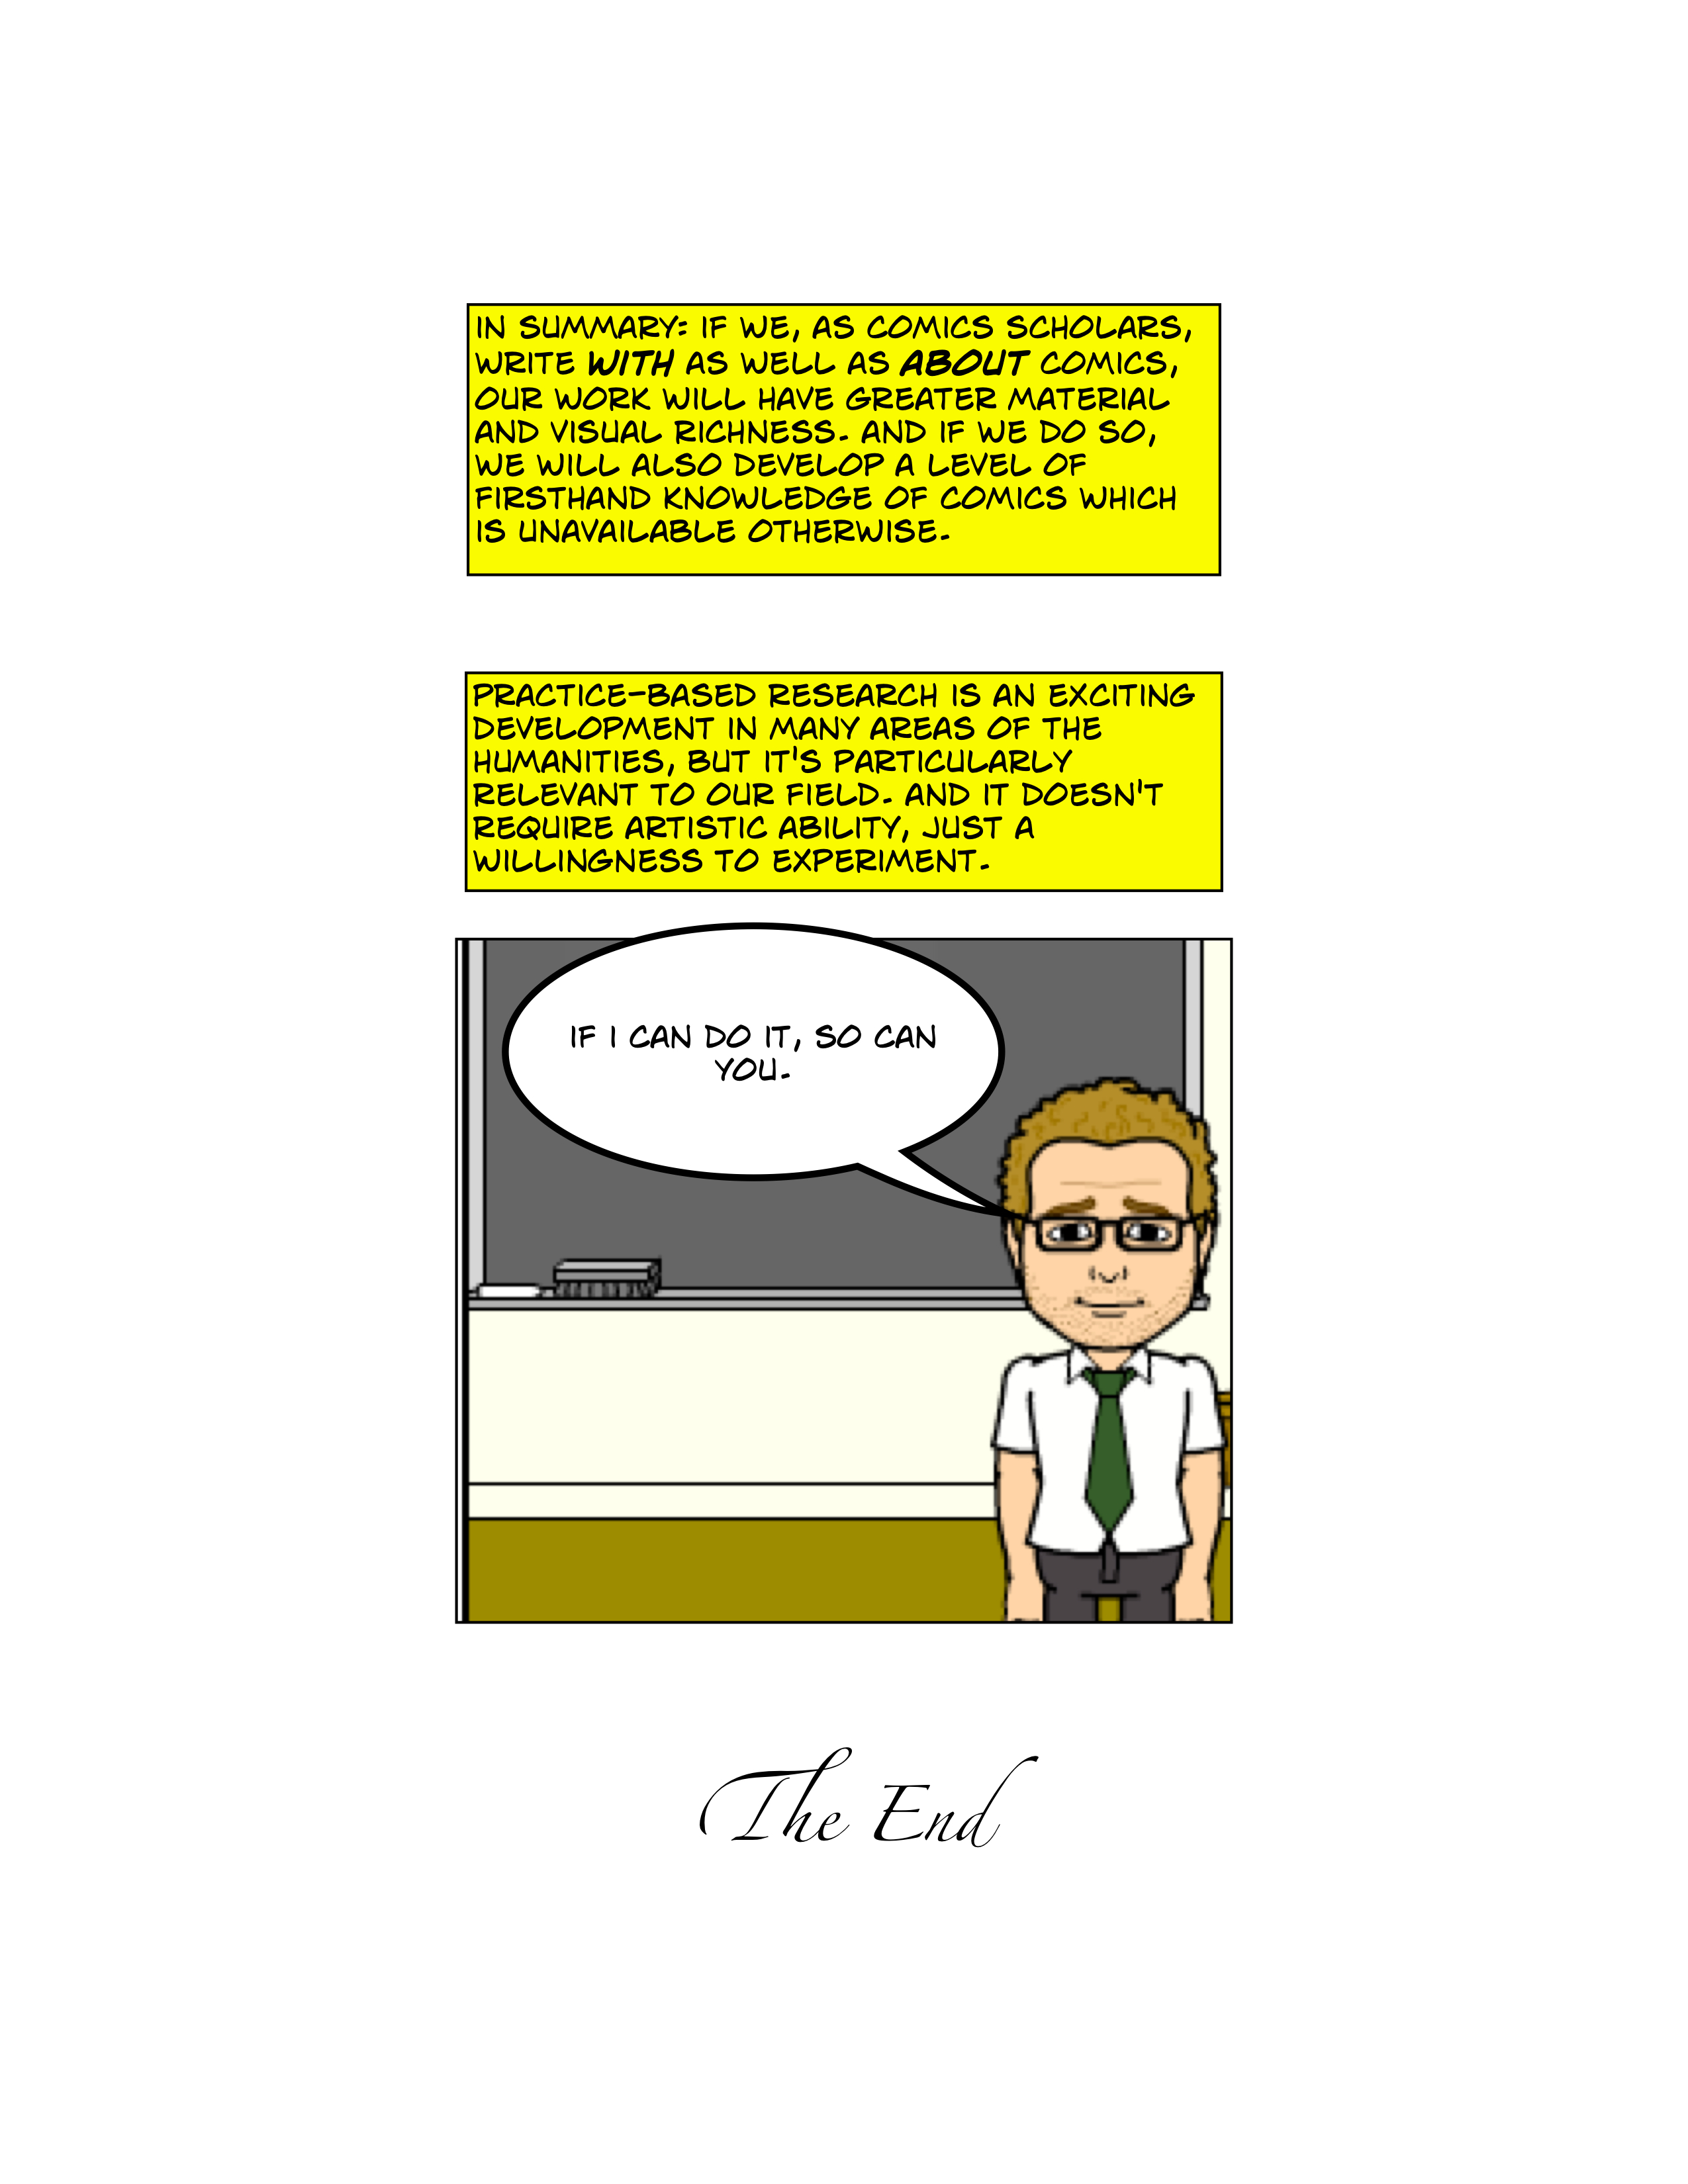 IN SUMMARY: IF WE, AS COMICS SCHOLARS,
WRITE WITH AS WELL AS ABOUT COMICS,
OUR WORK WILL HAVE GREATER MATERIAL
AND VISUAL RICHNESS. AND IF WE DO SO,
WE WILL ALSO DEVELOP A LEVEL OF
FIRSTHAND KNOWLEDGE OF COMICS WHICH
IS UNAVAILABLE OTHERWISE.
PRACTICE-BASED RESEARCH IS AN EXCITING
DEVELOPMENT IN MANY AREAS OF THE
HUMANITIES, BUT IT'S PARTICULARLY
RELEVANT TO OUR FIELD. AND IT DOESN'T
REQUIRE ARTISTIC ABILITY, JUST A
WILLINGNESS TO EXPERIMENT.
IF I CAN DO IT, SO CAN
YOU.
The End